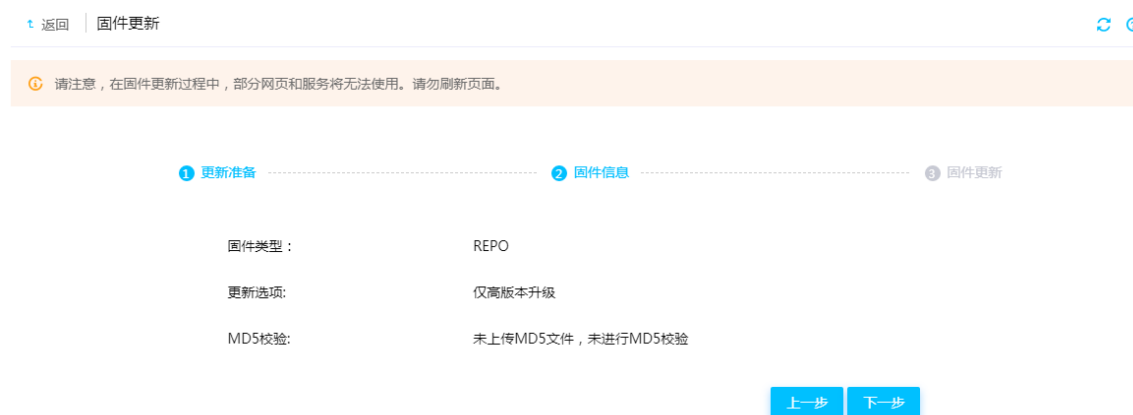 返回 固件更新
请注意，在固件更新过程中，部分网页和服务将无法使用。请勿刷新页面。
1 更新准备 2 固件信息 3 固件更新
固件类型： REPO
更新选项: 仅高版本升级
MD5校验: 未上传MD5文件，未进行MD5校验
上一步 下一步